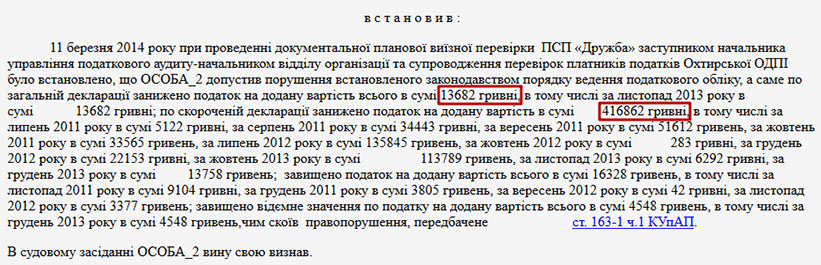 встановив:
11 березня 2014 року при проведенні документальної планової виїзної перевірки ПСП «Дружба» заступником начальника
управління податкового аудиту-начальником відділу організації та супроводження перевірок платників податків Охтирської ОДПІ
було встановлено, що ОСОБА_2 допустив порушення встановленого законодавством порядку ведення податкового обліку, а саме по
загальній декларації занижено податок на додану вартість всього в сумі 13682 гривні, в тому числі за листопад 2013 року в
сумі 13682 гривні; по скороченій декларації занижено податок на додану вартість в сумі 416862 гривні, в тому числі за
липень 2011 року в сумі 5122 гривні, за серпень 2011 року в сумі 34443 гривні, за вересень 2011 року в сумі 51612 гривень, за жовтень
2011 року в сумі 33565 гривень, за липень 2012 року в сумі 135845 гривень, за жовтень 2012 року в сумі 283 гривні, за грудень
2012 року в сумі 22153 гривні, за жовтень 2013 року в сумі 113789 гривень, за листопад 2013 року в сумі 6292 гривні, за
грудень 2013 року в сумі 13758 гривень; завищено податок на додану вартість всього в сумі 16328 гривень, в тому числі за
листопад 2011 року в сумі 9104 гривні, за грудень 2011 року в сумі 3805 гривень, за вересень 2012 року в сумі 42 гривні, за листопад
2012 року в сумі 3377 гривень; завищено відємне значення по податку на додану вартість всього в сумі 4548 гривень, в тому числі за
грудень 2013 року в сумі 4548 гривень,чим скоїв правопорушення, передбачене ст. 163-1 ч.1 КУпАП.
В судовому засіданні ОСОБА_2 вину свою визнав.